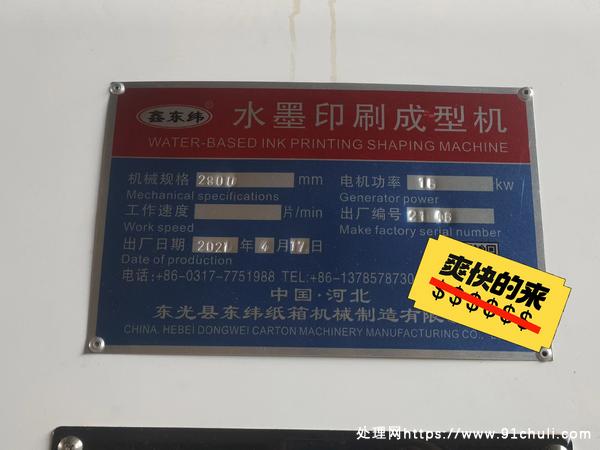 鑫东纬 水墨印刷成型机
WATER-BASED INK PRINTING SHAPING MACHINE
机械规格 2800 mm 电机功率 15 kw
Mechanical specifications Generator power
工作速度 片/min 出厂编号 21 06
Work speed Make factory serial number
出厂日期 202 年 4 月 17 日
Date of production
电话:+86-0317-7751988 TEL:+86-1378578730
中国·河北
东光县东纬纸箱机械制造有限
CHINA. HEBEI DONGWEI CARTON MACHINERY MANUFACTURING CO.,
爽快的来
$$$$$$
处理网https://www.91chuli.com